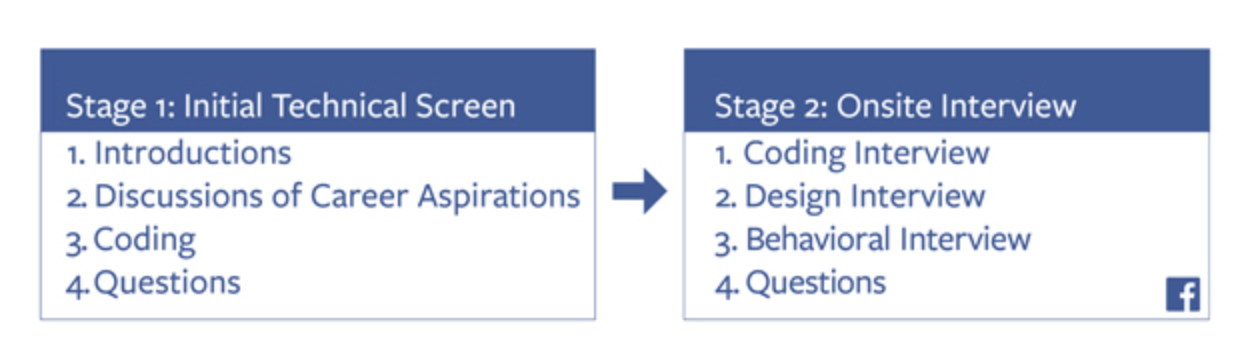 Stage 1: Initial Technical Screen
1. Introductions
2. Discussions of Career Aspirations
3. Coding
4. Questions
Stage 2: Onsite Interview
1. Coding Interview
2. Design Interview
3. Behavioral Interview
4. Questions
f